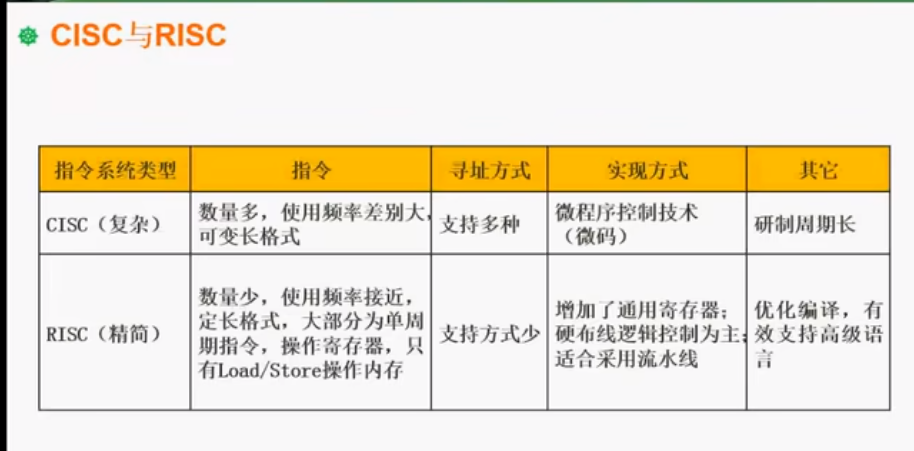 CISC与RISC
指令系统类型
指令
寻址方式
实现方式
其它
CISC（复杂）
数量多，使用频率差别大，
可变长格式
支持多种
微程序控制技术
（微码）
研制周期长
RISC（精简）
数量少，使用频率接近，
定长格式，大部分为单周
期指令，操作寄存器，只
有Load/Store操作内存
支持方式少
增加了通用寄存器；
硬布线逻辑控制为主；
适合采用流水线
优化编译，有
效支持高级语
言